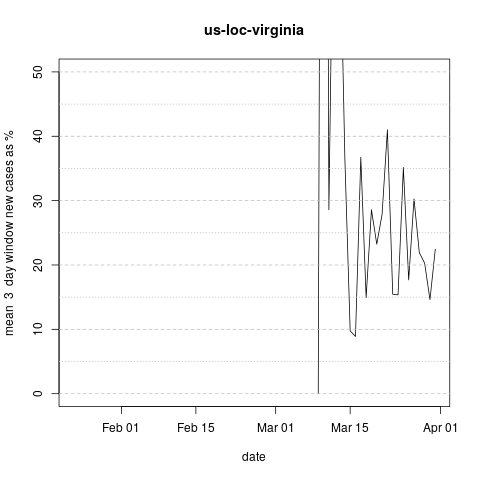 us-loc-virginia
mean  3  day window new cases as %
50
40
30
20
10
0
Feb 01 Feb 15 Mar 01 Mar 15 Apr 01
date